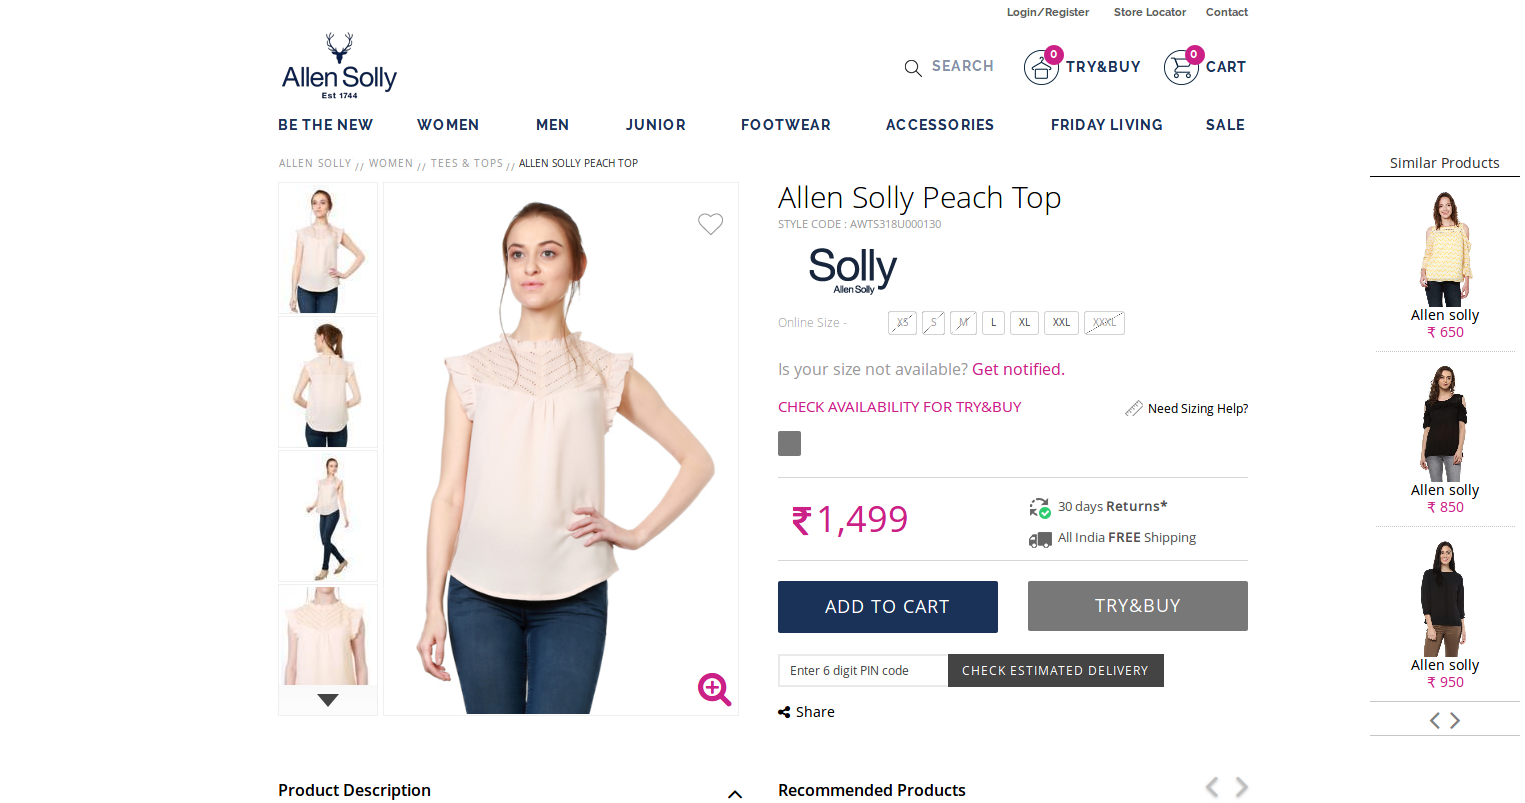 Login/Register Store Locator Contact
Allen Solly
Est 1744
SEARCH 0 TRY&BUY 0 CART
BE THE NEW WOMEN MEN JUNIOR FOOTWEAR ACCESSORIES FRIDAY LIVING SALE
ALLEN SOLLY // WOMEN // TEES & TOPS // ALLEN SOLLY PEACH TOP
Allen Solly Peach Top
STYLE CODE : AWTS318U000130
Solly
Allen Solly
Online Size - XS S M L XL XXL XXXL
Is your size not available? Get notified.
CHECK AVAILABILITY FOR TRY&BUY Need Sizing Help?
₹1,499
30 days Returns*
All India FREE Shipping
ADD TO CART TRY&BUY
Enter 6 digit PIN code CHECK ESTIMATED DELIVERY
Share
Product Description
Recommended Products
Similar Products
Allen solly
₹ 650
Allen solly
₹ 850
Allen solly
₹ 950